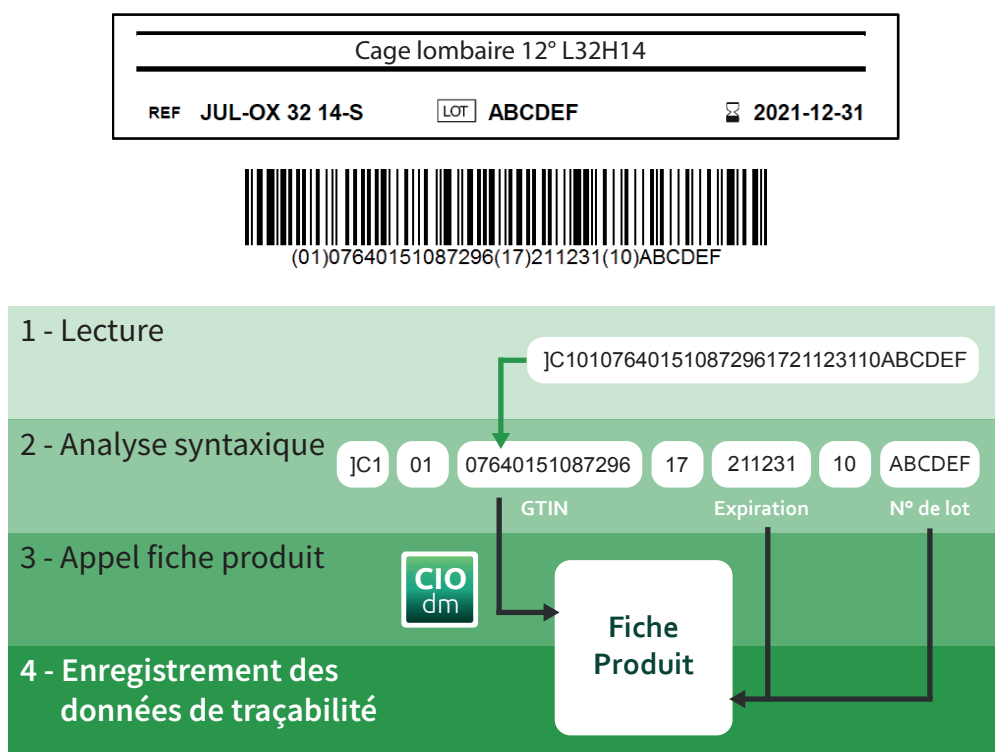 Cage lombaire 12° L32H14
REF JUL-OX 32 14-S LOT ABCDEF 2021-12-31
(01)07640151087296(17)211231(10)ABCDEF
1 - Lecture
]C101076401510872961721123110ABCDEF
2 - Analyse syntaxique
]C1 01 07640151087296 17 211231 10 ABCDEF
GTIN Expiration N° de lot
3 - Appel fiche produit
CIO
dm
Fiche
Produit
4 - Enregistrement des
données de traçabilité